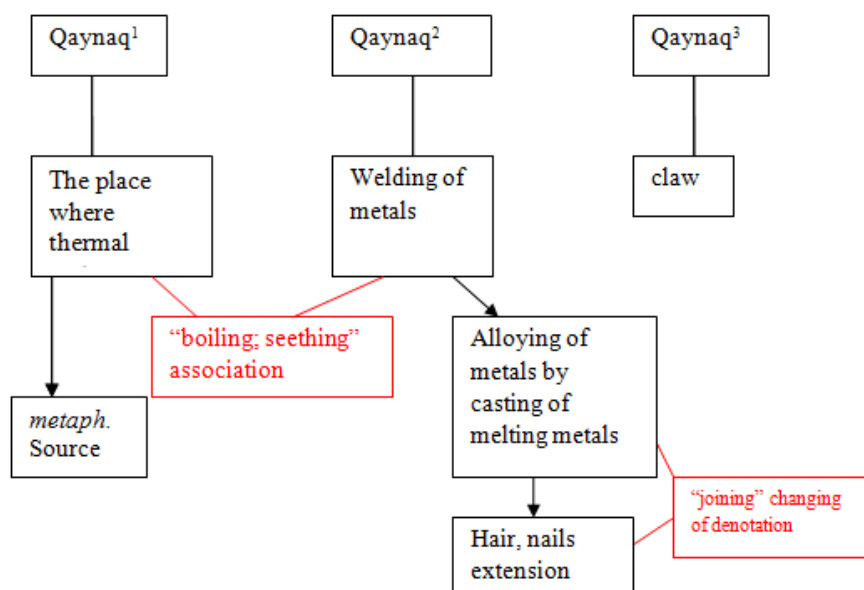 Qaynaq¹
Qaynaq²
Qaynaq³
The place
where
thermal
Welding of
metals
claw
“boiling; seething”
association
Alloying of
metals by
casting of
melting metals
metaph.
Source
“joining” changing
of denotation
Hair, nails
extension